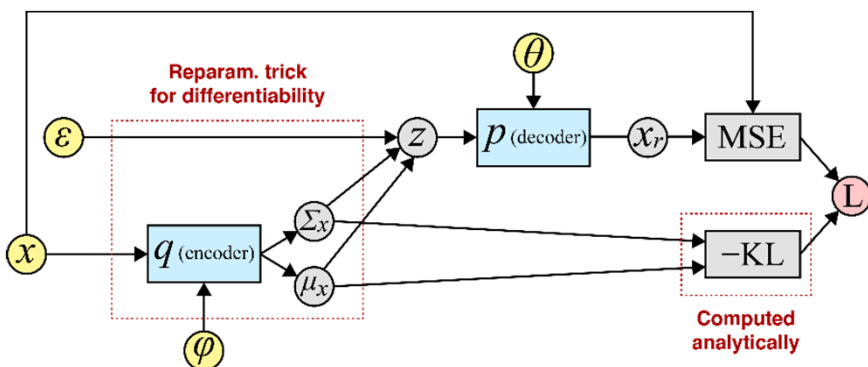 Reparam. trick
for differentiability
θ
ε
z
p (decoder)
xᵣ
MSE
L
x
q (encoder)
Σₓ
μₓ
−KL
Computed
analytically
φ